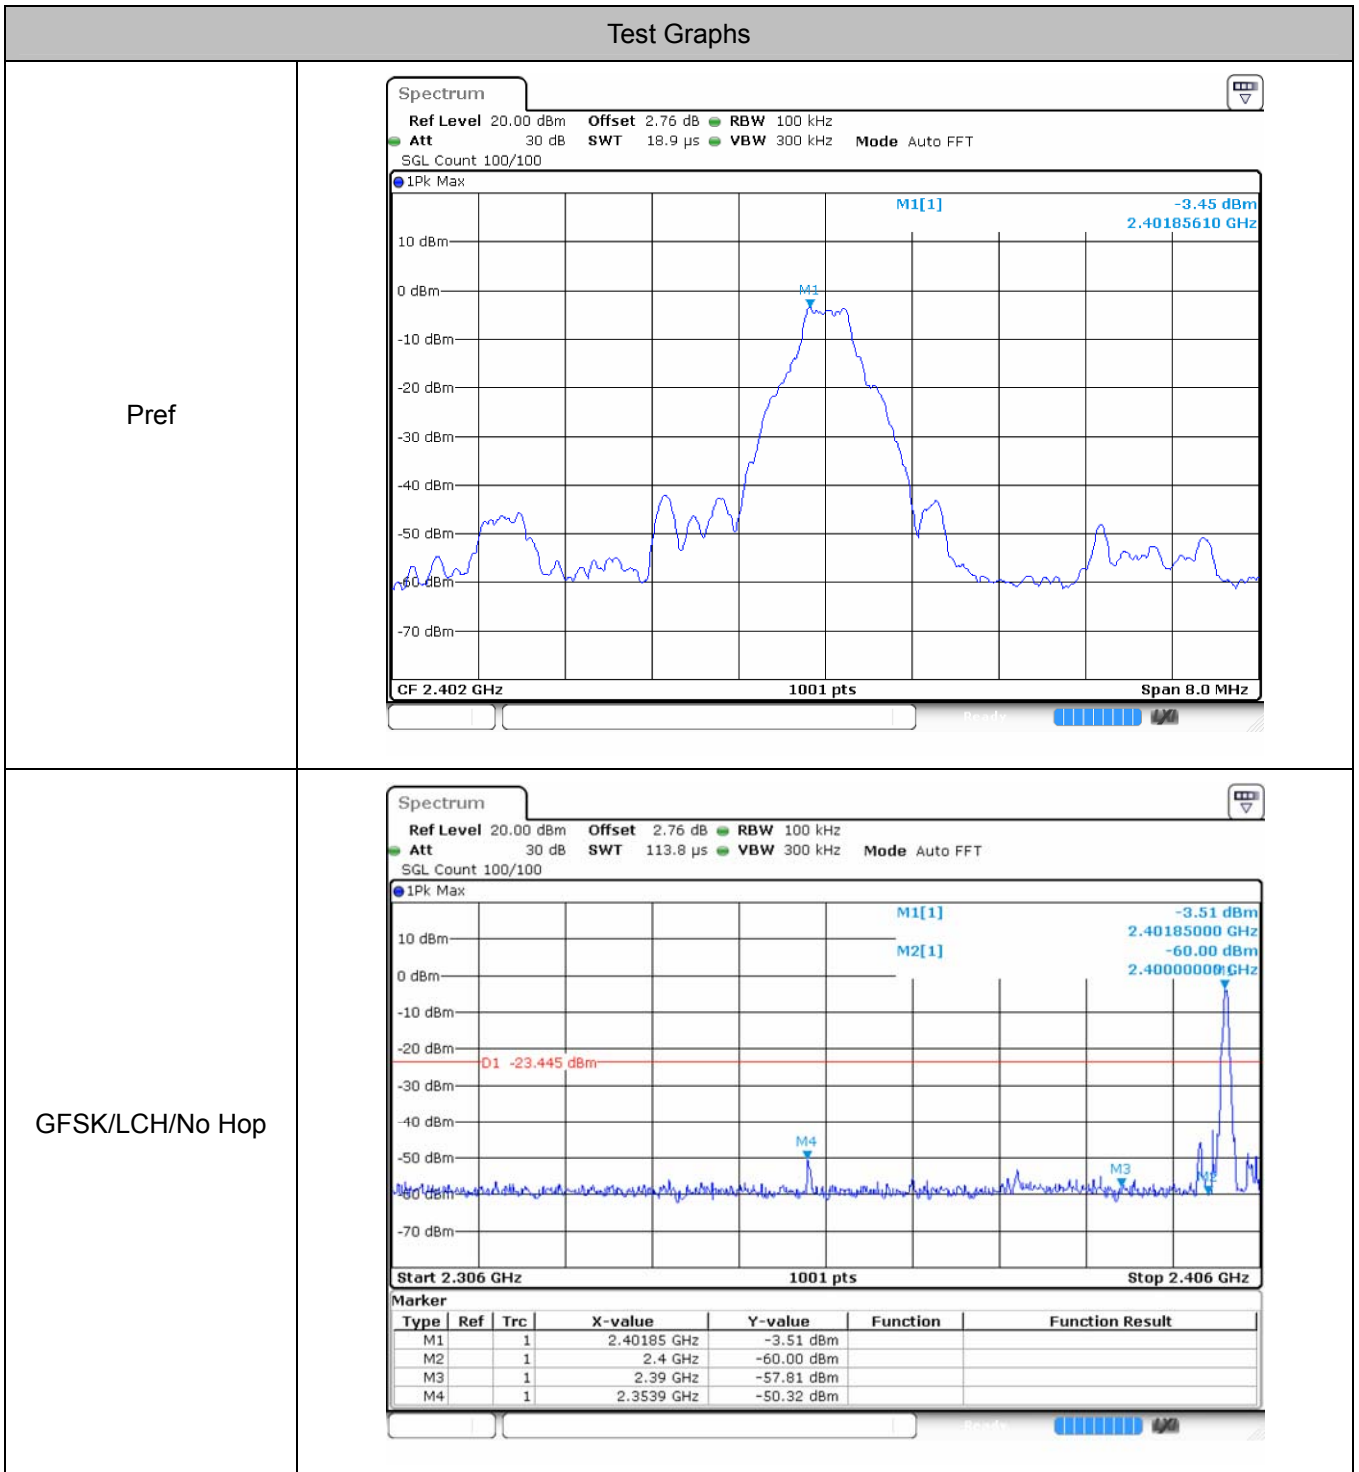 Test Graphs
Pref
Spectrum
Ref Level 20.00 dBm Offset 2.76 dB RBW 100 kHz
Att 30 dB SWT 18.9 µs VBW 300 kHz Mode Auto FFT
SGL Count 100/100
1Pk Max
M1[1] -3.45 dBm
2.40185610 GHz
10 dBm
0 dBm
M1
-10 dBm
-20 dBm
-30 dBm
-40 dBm
-50 dBm
-60 dBm
-70 dBm
CF 2.402 GHz 1001 pts Span 8.0 MHz
Ready
GFSK/LCH/No Hop
Spectrum
Ref Level 20.00 dBm Offset 2.76 dB RBW 100 kHz
Att 30 dB SWT 113.8 µs VBW 300 kHz Mode Auto FFT
SGL Count 100/100
1Pk Max
M1[1] -3.51 dBm
2.40185000 GHz
10 dBm
M2[1] -60.00 dBm
0 dBm
2.40000000 GHz
M1
-10 dBm
-20 dBm
D1 -23.445 dBm
-30 dBm
-40 dBm
M4
-50 dBm
M3
M2
-60 dBm
-70 dBm
Start 2.306 GHz 1001 pts Stop 2.406 GHz
Marker
Type Ref Trc X-value Y-value Function Function Result
M1 1 2.40185 GHz -3.51 dBm
M2 1 2.4 GHz -60.00 dBm
M3 1 2.39 GHz -57.81 dBm
M4 1 2.3539 GHz -50.32 dBm
Ready